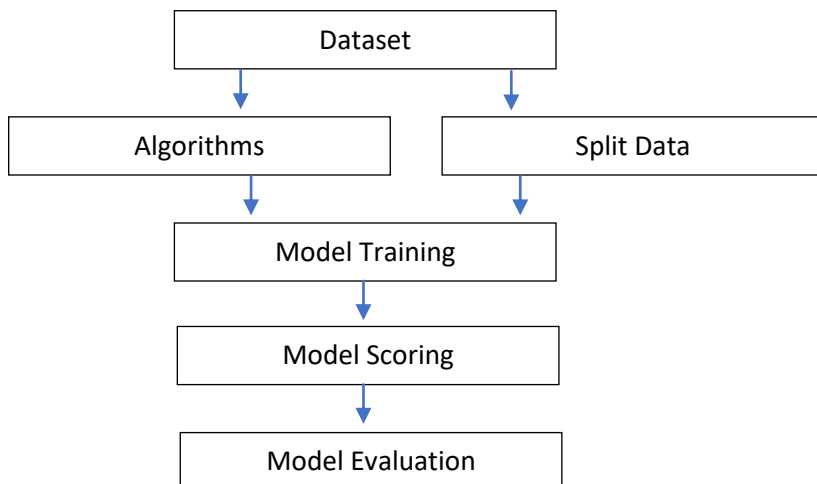 Dataset
Algorithms
Split Data
Model Training
Model Scoring
Model Evaluation